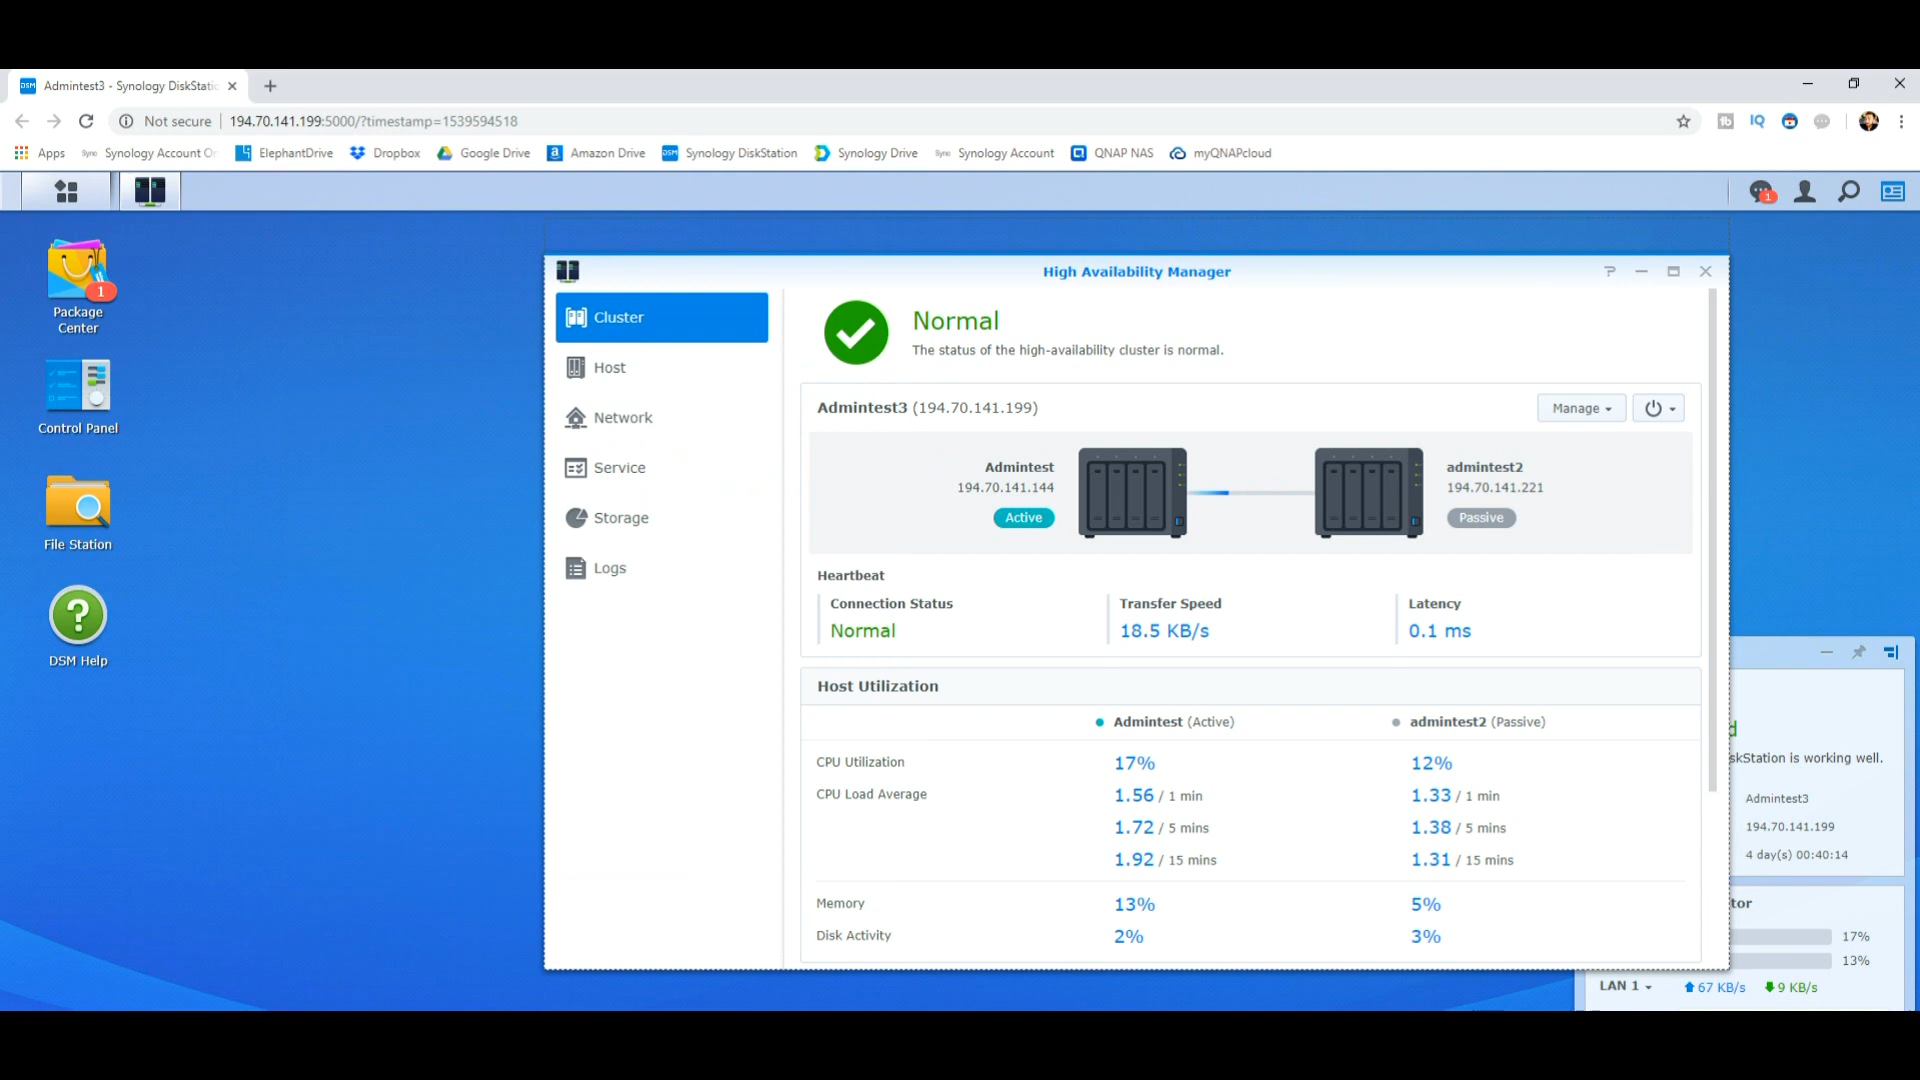 Admintest3 - Synology DiskStatio
Not secure | 194.70.141.199:5000/?timestamp=1539594518
IQ
Apps
Sync Synology Account Or
ElephantDrive
Dropbox
Google Drive
Amazon Drive
DSM Synology DiskStation
Synology Drive
Sync Synology Account
QNAP NAS
myQNAPcloud
1
1
Package
Center
Control Panel
File Station
DSM Help
High Availability Manager
Cluster
Host
Network
Service
Storage
Logs
Normal
The status of the high-availability cluster is normal.
Admintest3 (194.70.141.199)
Manage
Admintest
194.70.141.144
Active
admintest2
194.70.141.221
Passive
Heartbeat
Connection Status
Normal
Transfer Speed
18.5 KB/s
Latency
0.1 ms
Host Utilization
Admintest (Active) admintest2 (Passive)
CPU Utilization 17% 12%
CPU Load Average 1.56 / 1 min 1.33 / 1 min
1.72 / 5 mins 1.38 / 5 mins
1.92 / 15 mins 1.31 / 15 mins
Memory 13% 5%
Disk Activity 2% 3%
d
skStation is working well.
Admintest3
194.70.141.199
4 day(s) 00:40:14
tor
17%
13%
LAN 1 67 KB/s 9 KB/s